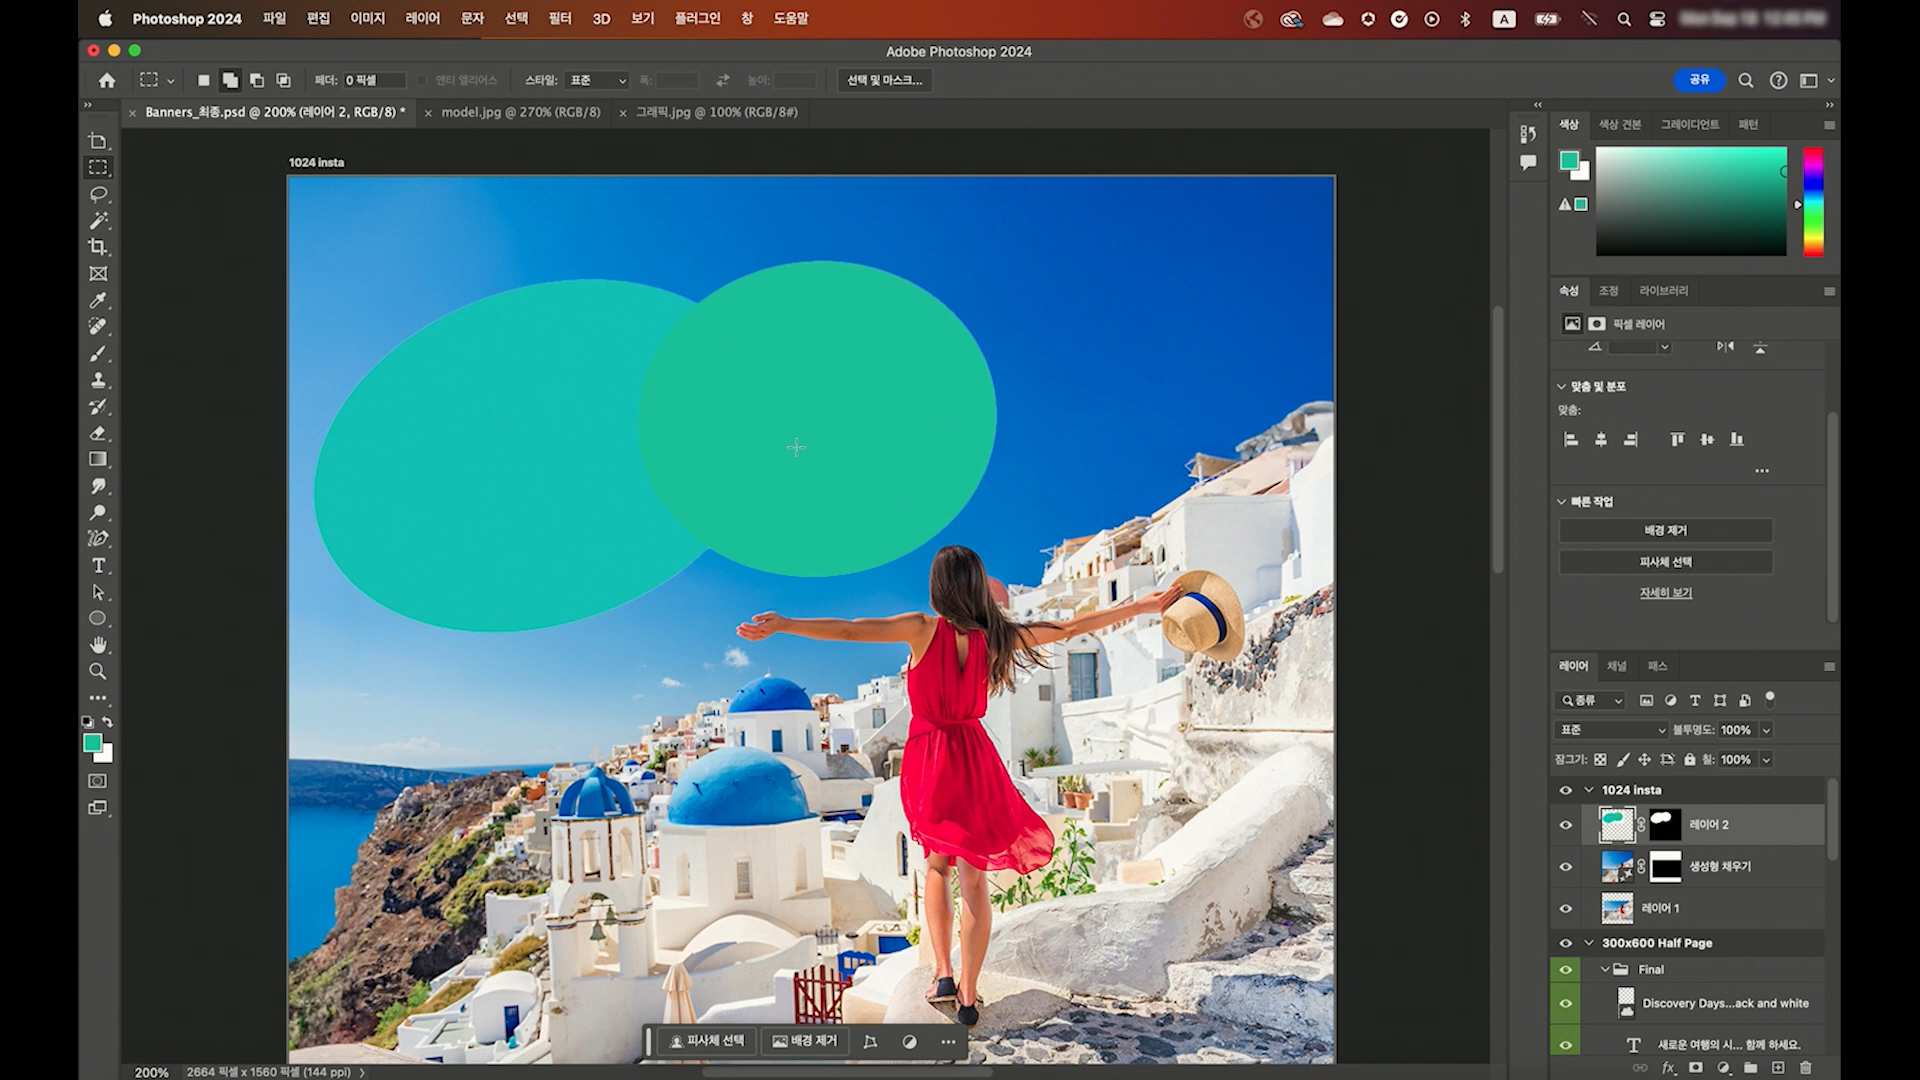 Photoshop 2024 파일 편집 이미지 레이어 문자 선택 필터 3D 보기 플러그인 창 도움말 A
Adobe Photoshop 2024
페더: 0 픽셀 안티 앨리어스 스타일: 표준 폭: 높이: 선택 및 마스크... 공유
Banners_최종.psd @ 200% (레이어 2, RGB/8) * model.jpg @ 270% (RGB/8) 그래픽.jpg @ 100% (RGB/8#)
색상 색상 견본 그레이디언트 패턴
1024 insta
속성 조정 라이브러리
픽셀 레이어
맞춤 및 분포
맞춤:
빠른 작업
배경 제거
피사체 선택
자세히 보기
레이어 채널 패스
종류
표준 불투명도: 100%
잠그기: 칠: 100%
1024 insta
레이어 2
생성형 채우기
레이어 1
300x600 Half Page
Final
Discovery Days...ack and white
새로운 여행의 시... 함께 하세요.
피사체 선택 배경 제거
200% 2664 픽셀 x 1560 픽셀 (144 ppi)